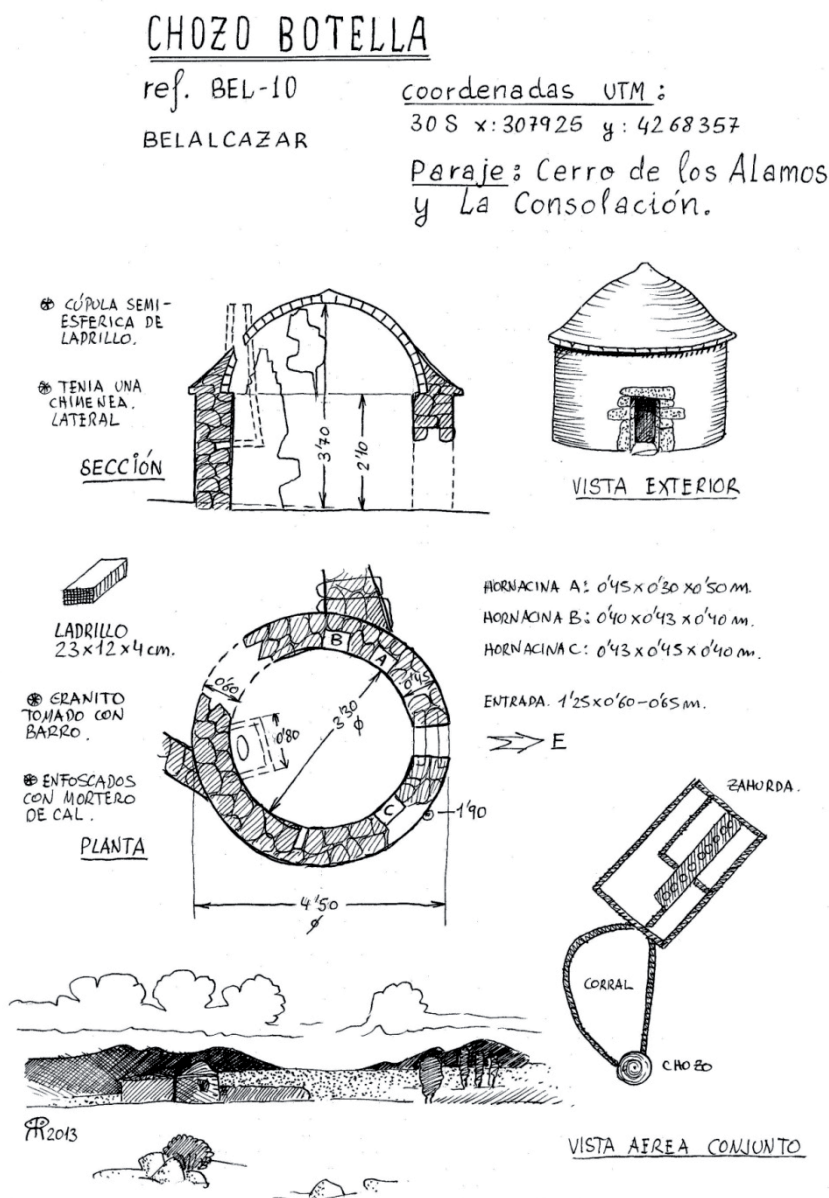 CHOZO BOTELLA
ref. BEL-10
BELALCAZAR
coordenadas UTM:
30 S x: 307925 y: 4268357
Paraje: Cerro de los Alamos
y La Consolación.
CÚPULA SEMI-
ESFERICA DE
LADRILLO.
TENIA UNA
CHIMENEA.
LATERAL
SECCIÓN
3'70
2'10
VISTA EXTERIOR
LADRILLO
23x12x4 cm.
GRANITO
TOMADO CON
BARRO.
ENFOSCADOS
CON MORTERO
DE CAL.
PLANTA
B
A
0'60
0'45
3'30
φ
0'80
C
1'90
4'50
φ
HORNACINA A: 0'45x0'30x0'50 m.
HORNACINA B: 0'40x0'43x0'40 m.
HORNACINA C: 0'43x0'45x0'40 m.
ENTRADA. 1'25x0'60-0'65 m.
E
ZAHURDA.
CORRAL
CHOZO
VISTA AEREA CONJUNTO
2013